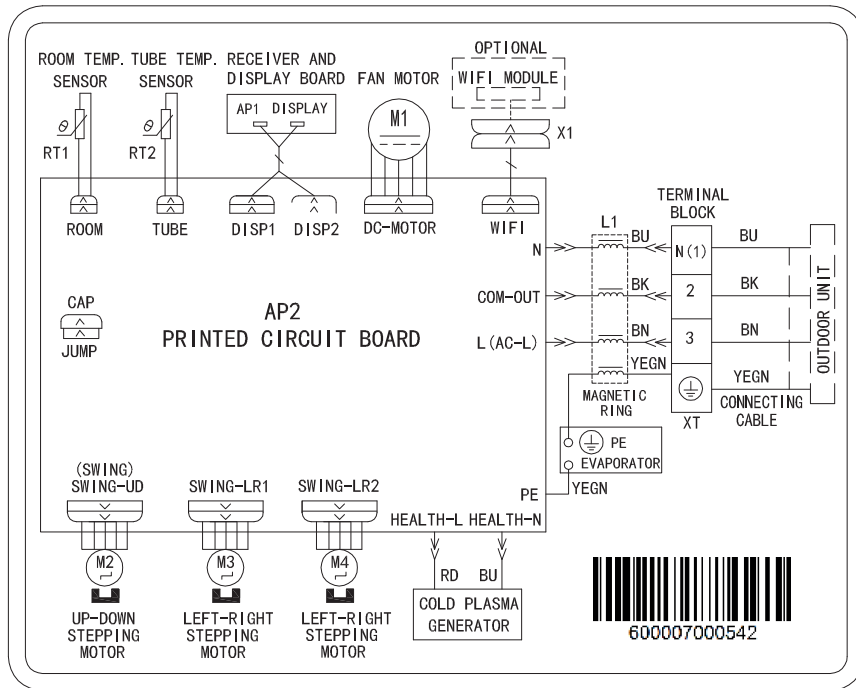 ROOM TEMP.
SENSOR
RT1
TUBE TEMP.
SENSOR
RT2
RECEIVER AND
DISPLAY BOARD
AP1 DISPLAY
FAN MOTOR
M1
OPTIONAL
WIFI MODULE
X1
ROOM
TUBE
DISP1
DISP2
DC-MOTOR
WIFI
CAP
JUMP
AP2
PRINTED CIRCUIT BOARD
N
COM-OUT
L(AC-L)
PE
L1
BU
BK
BN
YEGN
MAGNETIC
RING
TERMINAL
BLOCK
N(1)
2
3
XT
BU
BK
BN
YEGN
CONNECTING
CABLE
OUTDOOR UNIT
PE
EVAPORATOR
YEGN
(SWING)
SWING-UD
SWING-LR1
SWING-LR2
HEALTH-L HEALTH-N
M2
UP-DOWN
STEPPING
MOTOR
M3
LEFT-RIGHT
STEPPING
MOTOR
M4
LEFT-RIGHT
STEPPING
MOTOR
RD
BU
COLD PLASMA
GENERATOR
600007000542